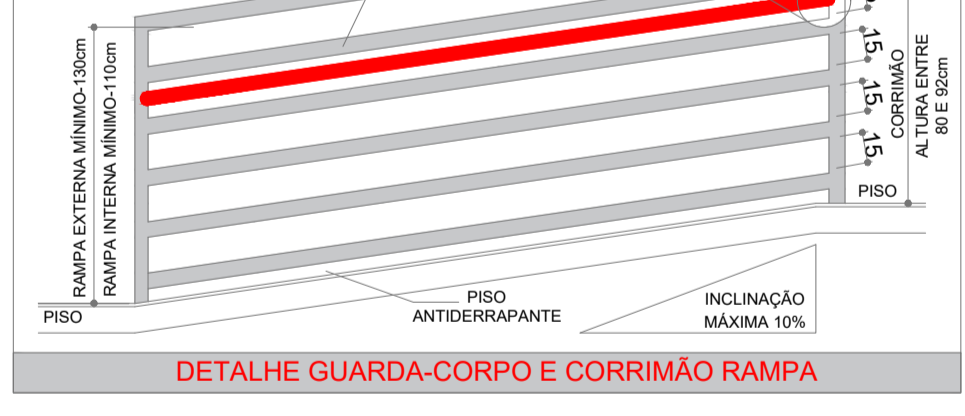 RAMPA EXTERNA MÍNIMO-130cm
RAMPA INTERNA MÍNIMO-110cm
15
15
15
CORRIMÃO
ALTURA ENTRE
80 E 92cm
PISO
PISO
PISO
ANTIDERRAPANTE
INCLINAÇÃO
MÁXIMA 10%
DETALHE GUARDA-CORPO E CORRIMÃO RAMPA